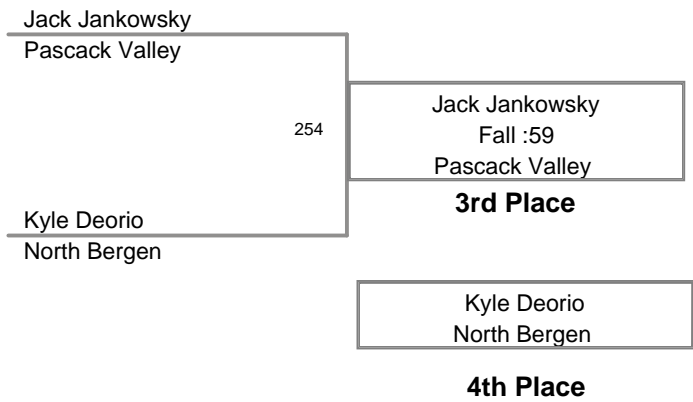 Jack Jankowsky
Pascack Valley
254
Jack Jankowsky
Fall :59
Pascack Valley
3rd Place
Kyle Deorio
North Bergen
Kyle Deorio
North Bergen
4th Place